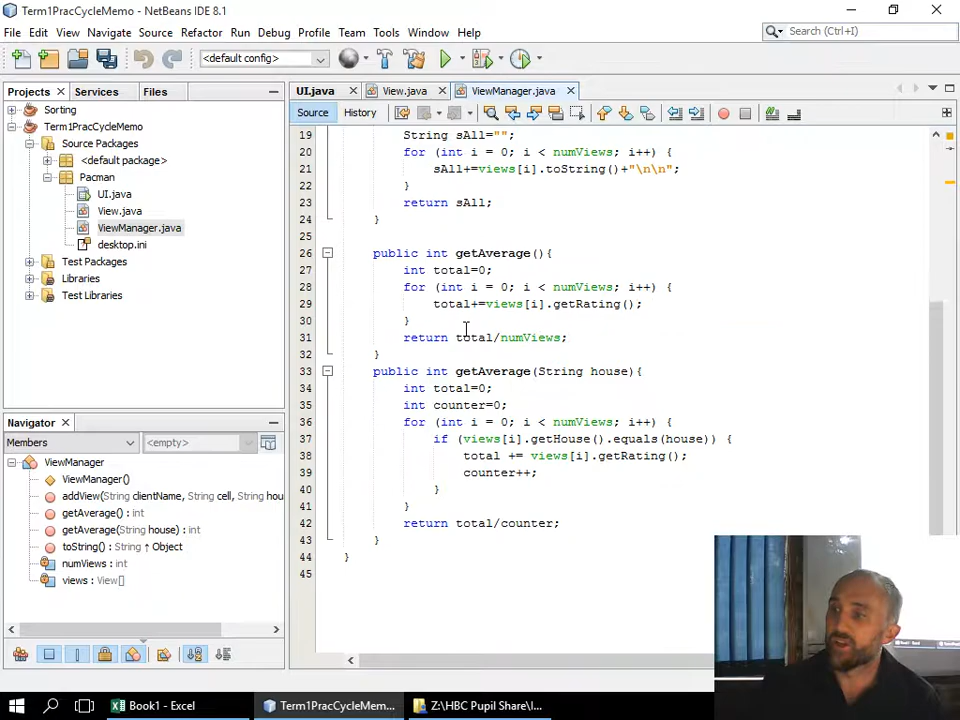 Term1PracCycleMemo - NetBeans IDE 8.1
File Edit View Navigate Source Refactor Run Debug Profile Team Tools Window Help
Search (Ctrl+I)
<default config>
Projects Services Files
Sorting
Term1PracCycleMemo
Source Packages
<default package>
Pacman
UI.java
View.java
ViewManager.java
desktop.ini
Test Packages
Libraries
Test Libraries
Navigator
Members
<empty>
ViewManager
ViewManager()
addView(String clientName, String cell, String hou
getAverage() : int
getAverage(String house) : int
toString() : String ↑ Object
numViews : int
views : View[]
UI.java View.java ViewManager.java
Source History
19 String sAll="";
20 for (int i = 0; i < numViews; i++) {
21 sAll+=views[i].toString()+"\n\n";
22 }
23 return sAll;
24 }
25
26 public int getAverage(){
27 int total=0;
28 for (int i = 0; i < numViews; i++) {
29 total+=views[i].getRating();
30 }
31 return total/numViews;
32 }
33 public int getAverage(String house){
34 int total=0;
35 int counter=0;
36 for (int i = 0; i < numViews; i++) {
37 if (views[i].getHouse().equals(house)) {
38 total += views[i].getRating();
39 counter++;
40 }
41 }
42 return total/counter;
43 }
44 }
45
Book1 - Excel
Term1PracCycleMem...
Z:\HBC Pupil Share\I...